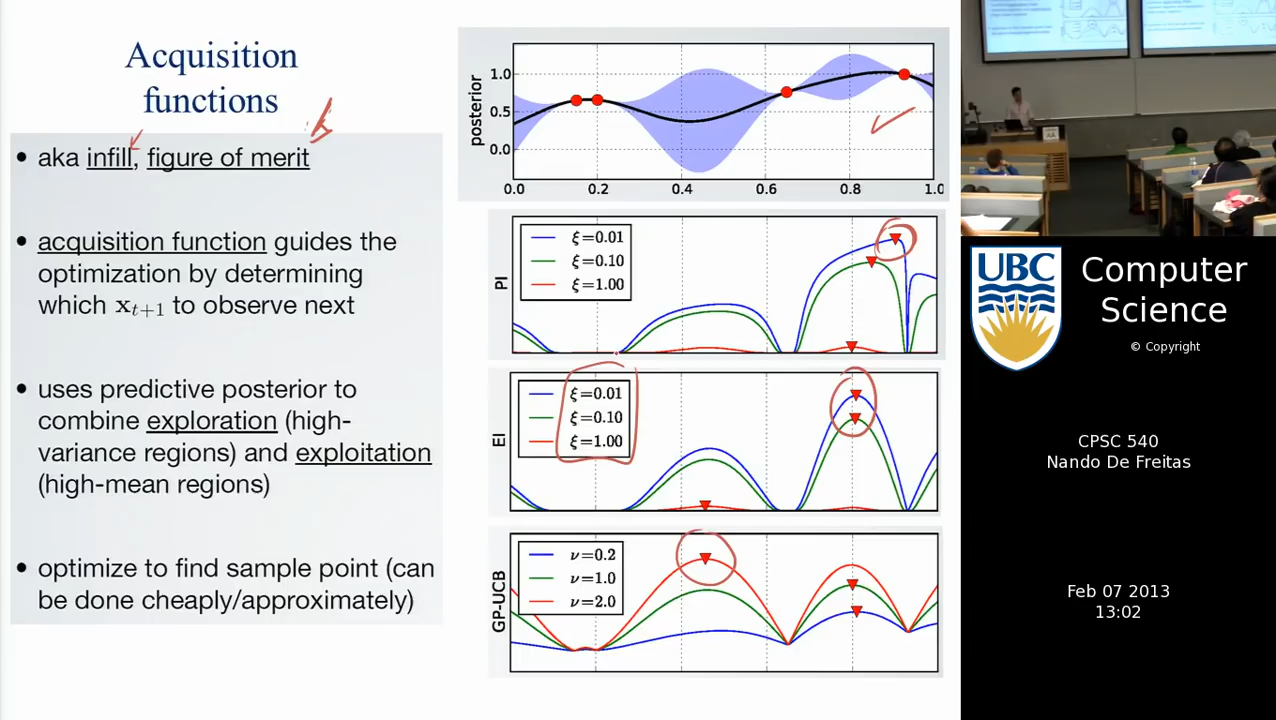 Acquisition
functions
• aka infill, figure of merit
• acquisition function guides the
optimization by determining
which x_{t+1} to observe next
• uses predictive posterior to
combine exploration (high-
variance regions) and exploitation
(high-mean regions)
• optimize to find sample point (can
be done cheaply/approximately)
posterior
1.0
0.5
0.0
0.0 0.2 0.4 0.6 0.8 1.0
PI
ξ=0.01
ξ=0.10
ξ=1.00
EI
ξ=0.01
ξ=0.10
ξ=1.00
GP-UCB
ν=0.2
ν=1.0
ν=2.0
UBC
Computer
Science
© Copyright
CPSC 540
Nando De Freitas
Feb 07 2013
13:02